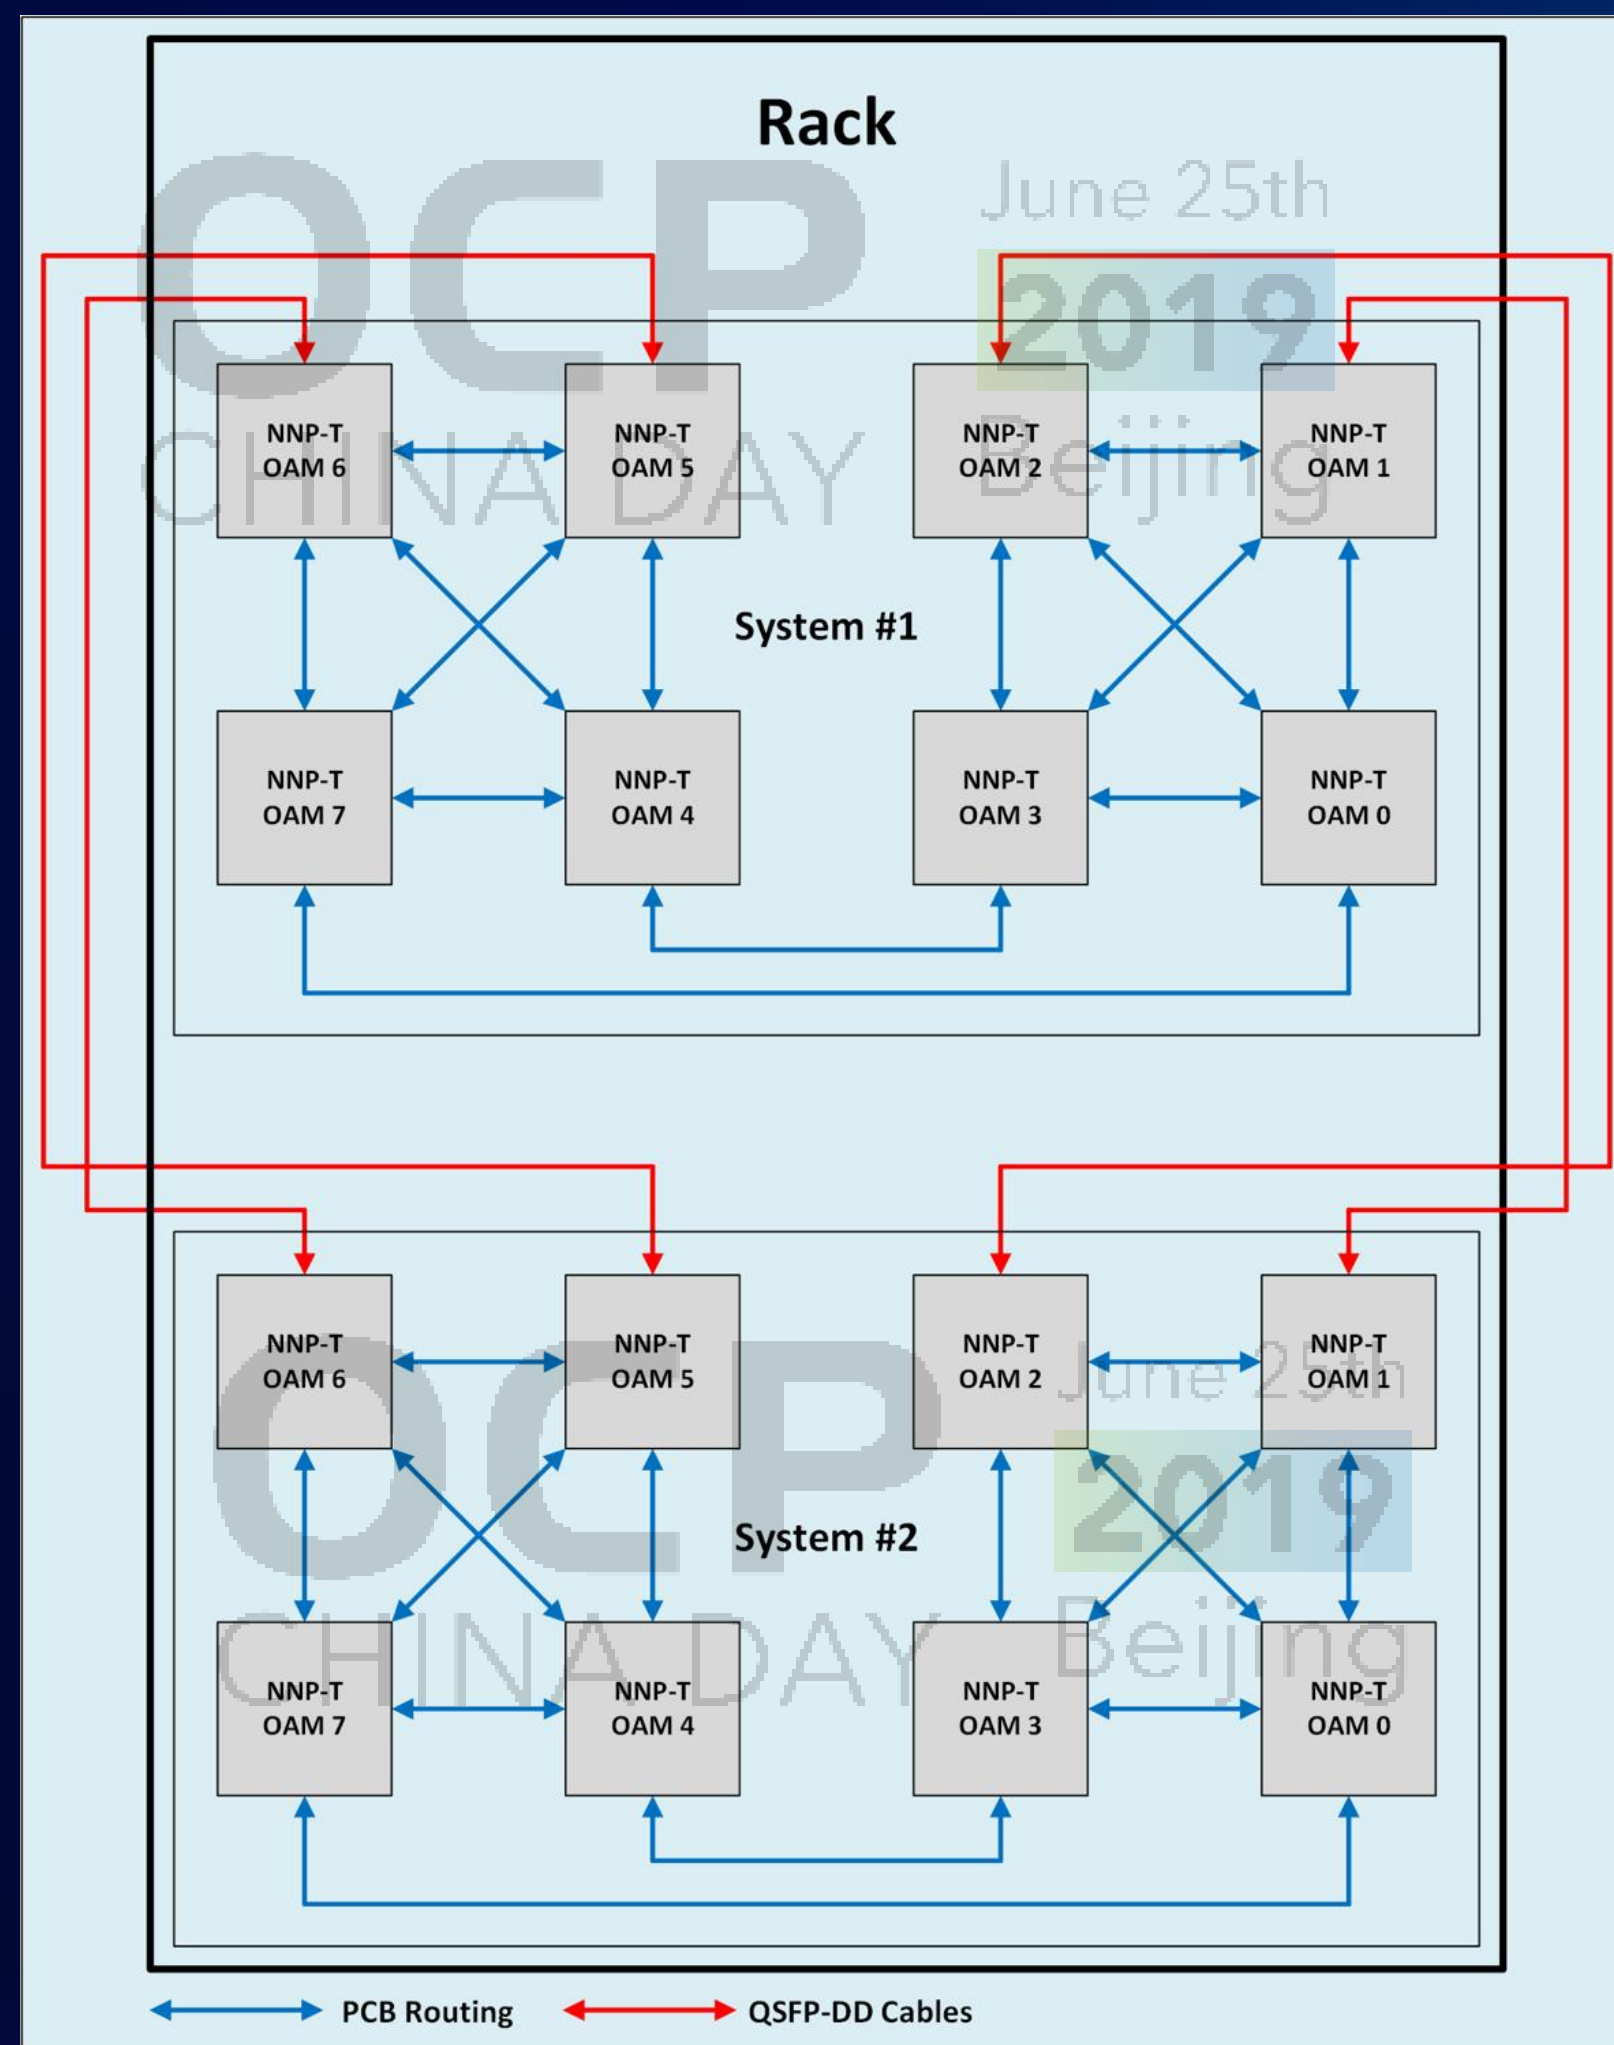 Rack
OCP
CHINA DAY
June 25th
2019
Beijing
NNP-T
OAM 6
NNP-T
OAM 5
NNP-T
OAM 2
NNP-T
OAM 1
System #1
NNP-T
OAM 7
NNP-T
OAM 4
NNP-T
OAM 3
NNP-T
OAM 0
NNP-T
OAM 6
NNP-T
OAM 5
NNP-T
OAM 2
NNP-T
OAM 1
OCP
CHINA DAY
June 25th
2019
Beijing
System #2
NNP-T
OAM 7
NNP-T
OAM 4
NNP-T
OAM 3
NNP-T
OAM 0
PCB Routing
QSFP-DD Cables